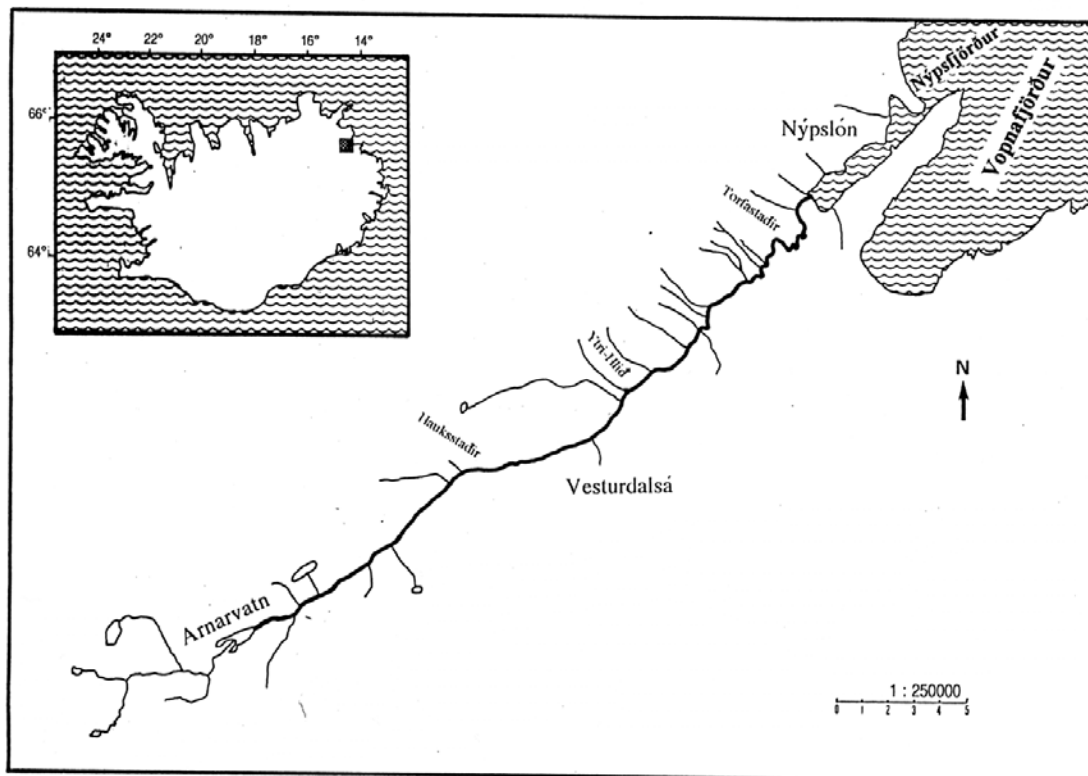 24° 22° 20° 18° 16° 14°
66°
64°
Nýpsfjörður
Vopnafjörður
Nýpslón
Torfastaðir
Ytri-Hlíð
Hauksstaðir
Vesturdalsá
Arnarvatn
N
1 : 250000
0 1 2 3 4 5